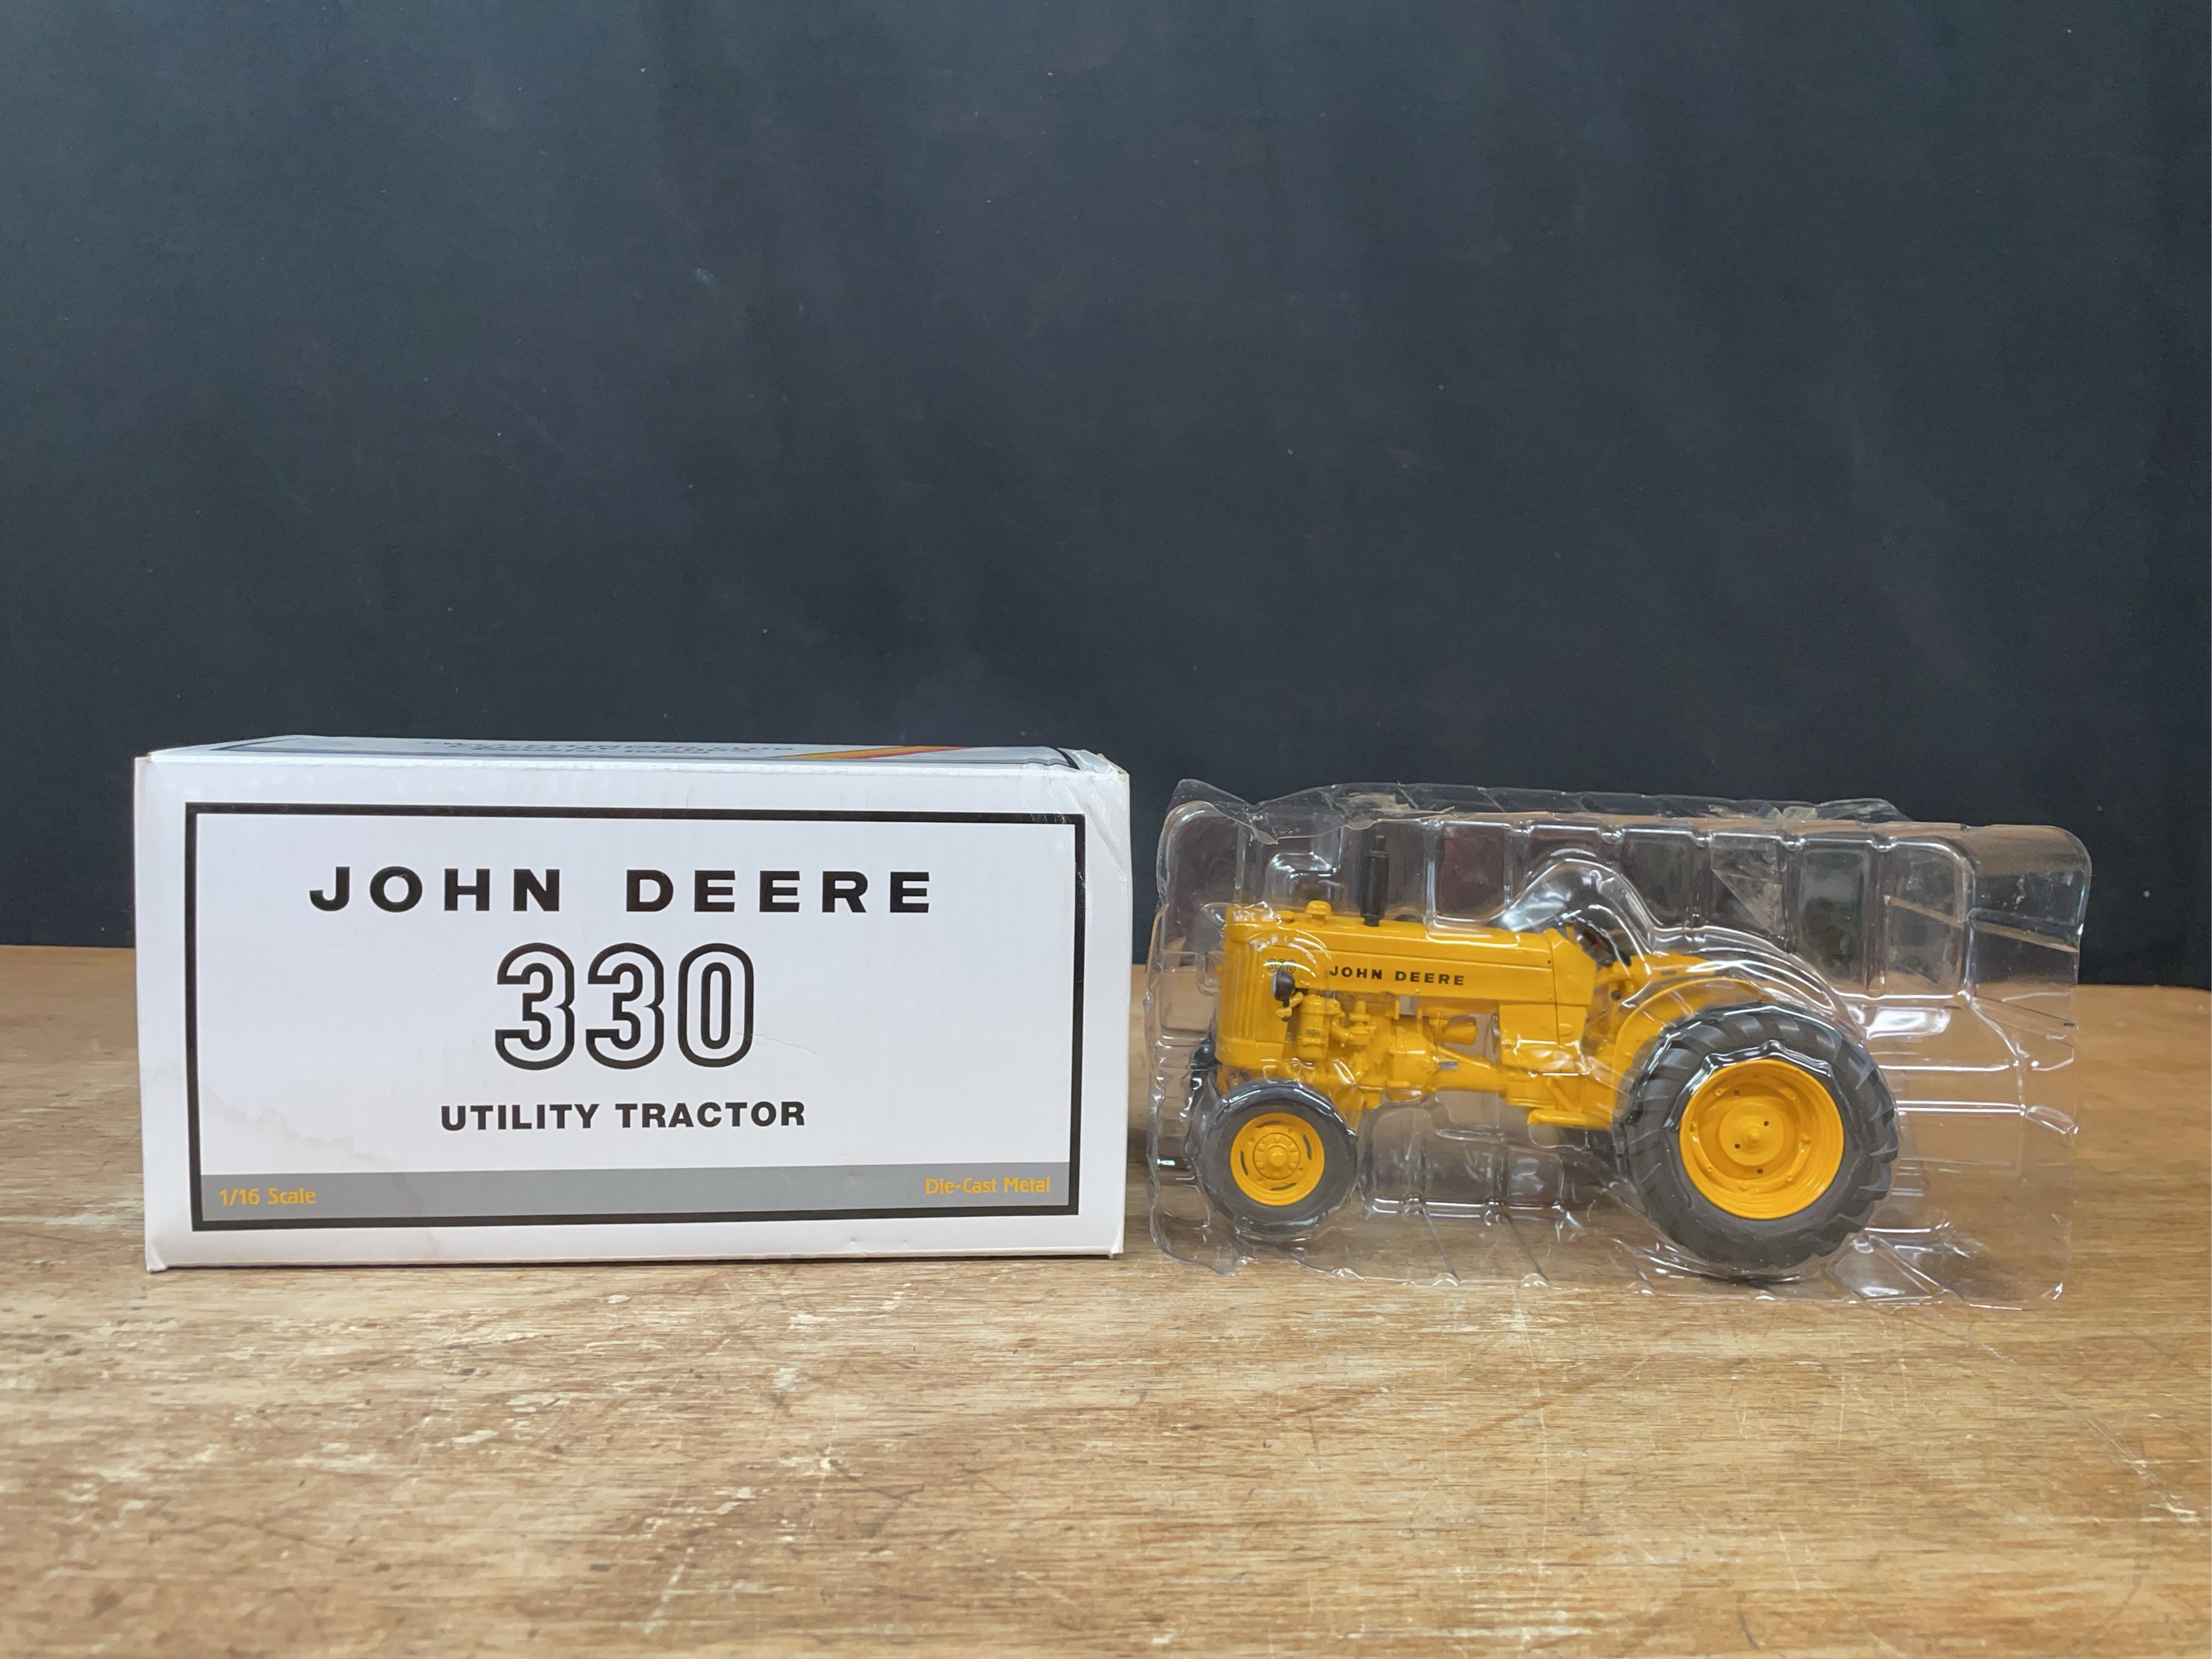 JOHN DEERE
330
UTILITY TRACTOR
1/16 Scale
Die-Cast Metal
JOHN DEERE